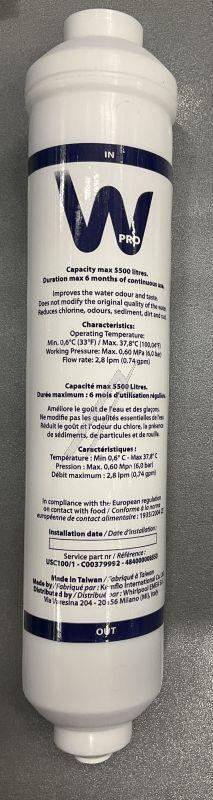 IN
W
PRO
Capacity max 5500 litres.
Duration max 6 months of continuous use.
Improves the water odour and taste.
Does not modify the original quality of the water.
Reduces chlorine, odours, sediment, dirt and rust.
Characteristics:
Operating Temperature:
Min. 0,6°C (33°F) / Max. 37,8°C (100,04°F)
Working Pressure: Max. 0,60 MPa (6,0 bar)
Flow rate: 2,8 lpm (0.74 gpm)
Capacité max 5500 Litres.
Durée maximum : 6 mois d'utilisation régulière.
Améliore le goût de l'eau et des glaçons.
Ne modifie pas les qualités essentielles de l'eau.
Réduit le goût et l'odeur du chlore, la présence
de sédiments, de particules et de rouille.
Caractéristiques :
Température : Min 0,6° C - Max 37,8° C
Pression : Max. 0,60 Mpa (6,0 bar)
Débit maximum : 2,8 lpm (0,74 gpm)
In compliance with the European regulation
on contact with food / Conforme à la norme
européenne de contact alimentaire : 1935/2004
Installation date / Date d'installation :
Service part nr / Référence :
USC100/1 - C00379992 -
Made in Taiwan / Fabriqué à Taïwan
Made by / Fabriqué par : Kemflo International Co.
Distributed by / Distribué par : Whirlpool EMEA
Via Varesina 204 - 20156 Milano (MI), Italy
OUT